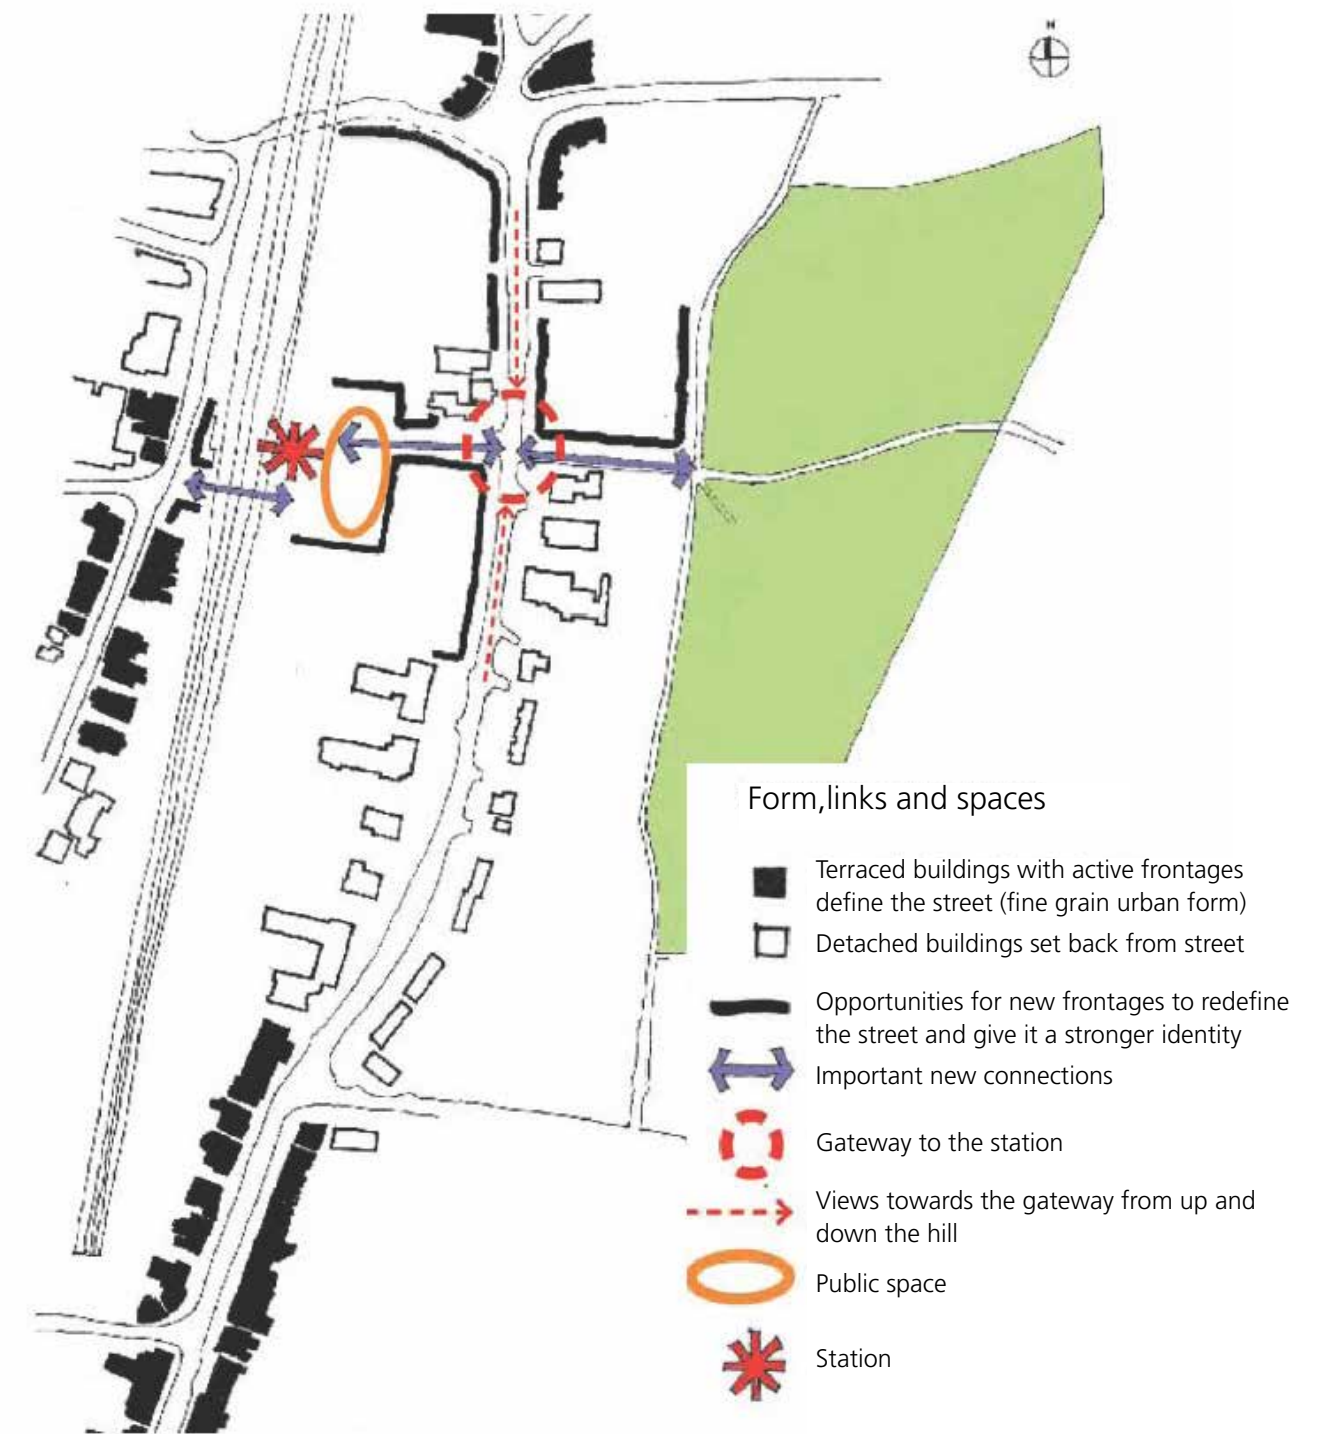 N
Form,links and spaces
Terraced buildings with active frontages
define the street (fine grain urban form)
Detached buildings set back from street
Opportunities for new frontages to redefine
the street and give it a stronger identity
Important new connections
Gateway to the station
Views towards the gateway from up and
down the hill
Public space
Station